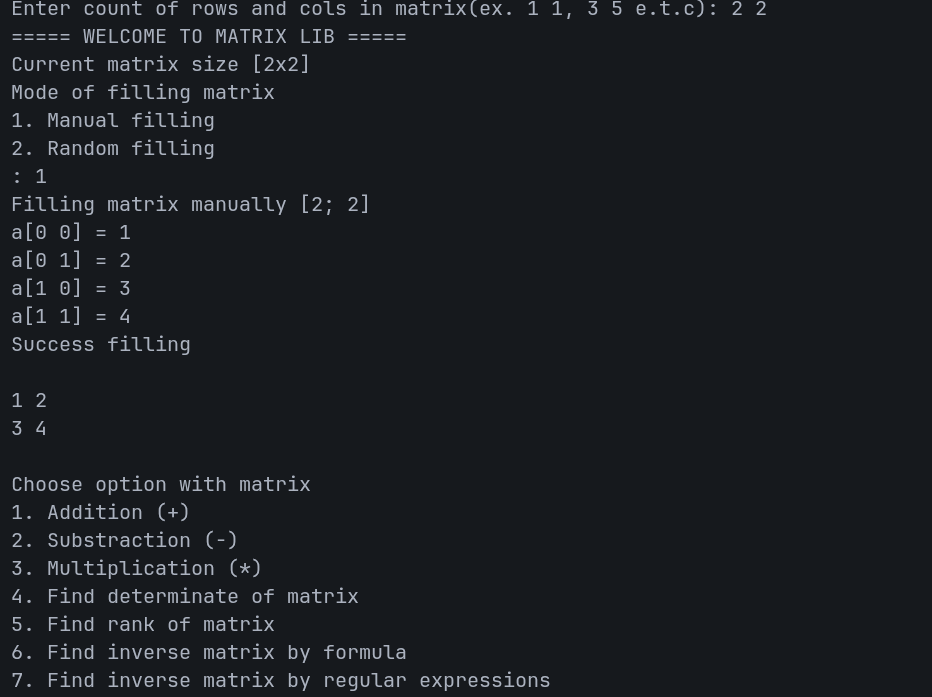 Enter count of rows and cols in matrix(ex. 1 1, 3 5 e.t.c): 2 2
===== WELCOME TO MATRIX LIB =====
Current matrix size [2x2]
Mode of filling matrix
1. Manual filling
2. Random filling
: 1
Filling matrix manually [2; 2]
a[0 0] = 1
a[0 1] = 2
a[1 0] = 3
a[1 1] = 4
Success filling

1 2
3 4

Choose option with matrix
1. Addition (+)
2. Substraction (-)
3. Multiplication (*)
4. Find determinate of matrix
5. Find rank of matrix
6. Find inverse matrix by formula
7. Find inverse matrix by regular expressions